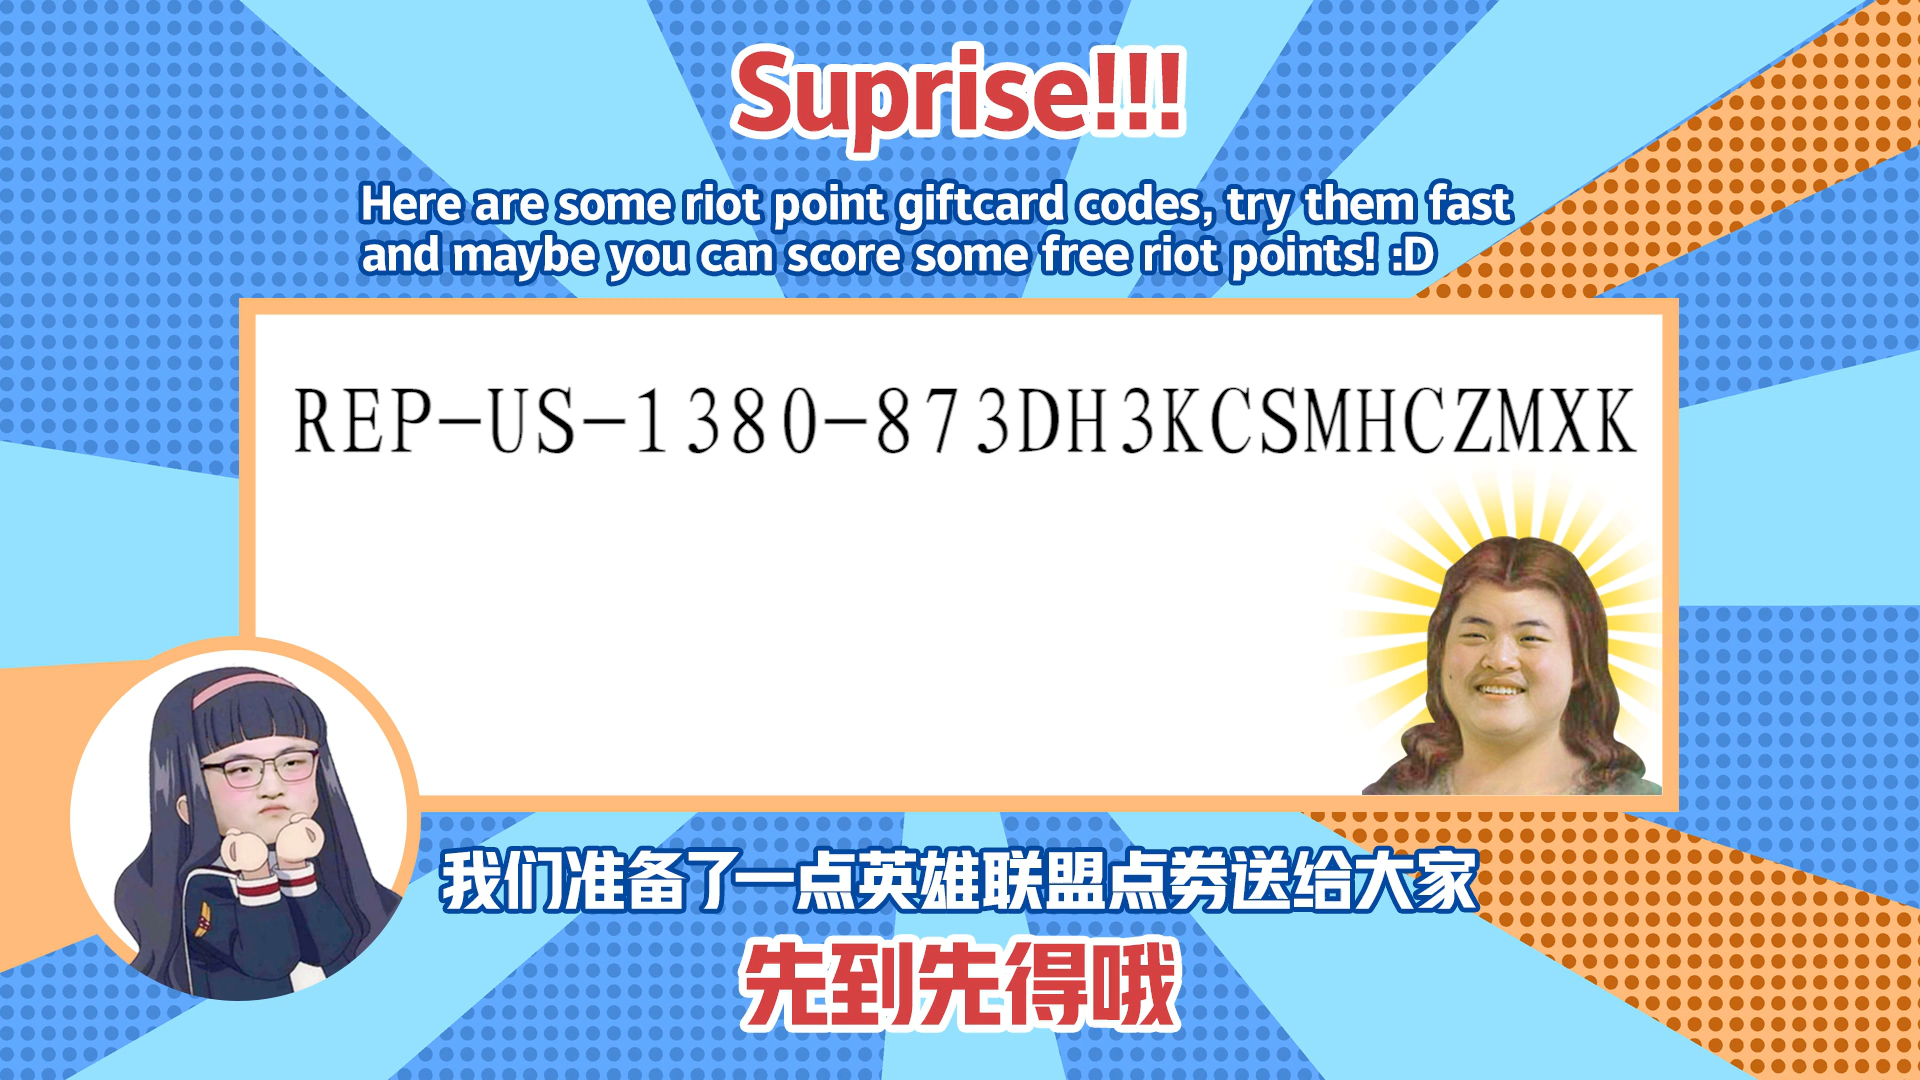 Suprise!!!
Here are some riot point giftcard codes, try them fast
and maybe you can score some free riot points! :D
REP-US-1380-873DH3KCSMHCZMXK
我们准备了一点英雄联盟点券送给大家
先到先得哦